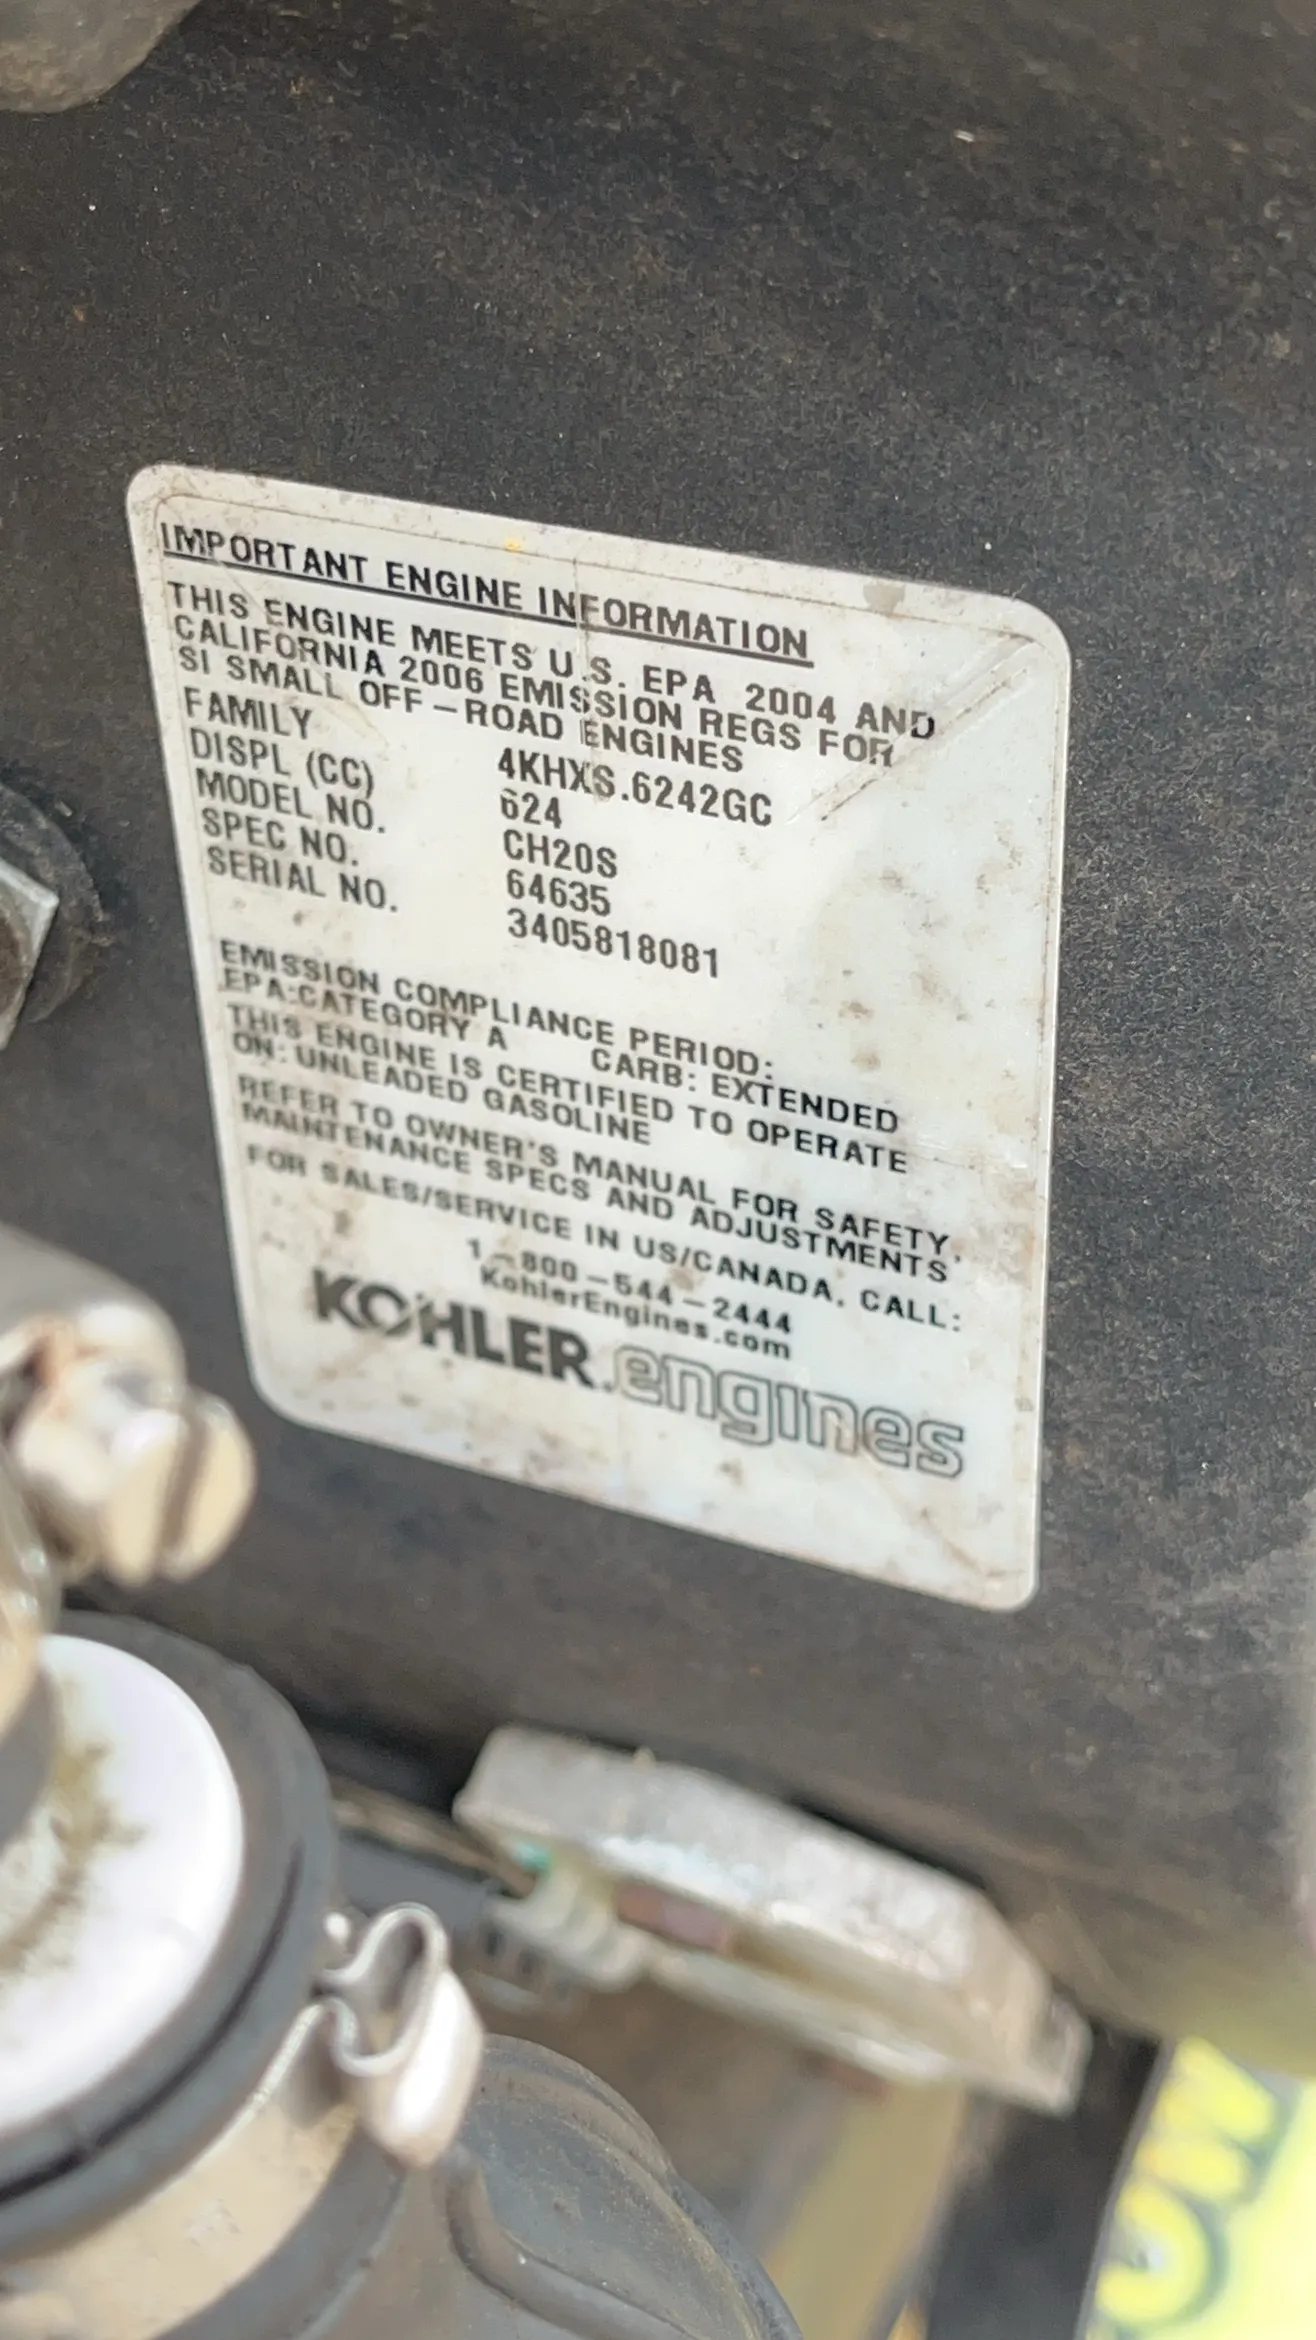 IMPORTANT ENGINE INFORMATION
THIS ENGINE MEETS U.S. EPA 2004 AND
CALIFORNIA 2006 EMISSION REGS FOR
SI SMALL OFF-ROAD ENGINES
FAMILY 4KHXS.6242GC
DISPL (CC) 624
MODEL NO. CH20S
SPEC NO. 64635
SERIAL NO. 3405818081
EMISSION COMPLIANCE PERIOD:
EPA:CATEGORY A CARB: EXTENDED
THIS ENGINE IS CERTIFIED TO OPERATE
ON: UNLEADED GASOLINE
REFER TO OWNER'S MANUAL FOR SAFETY,
MAINTENANCE SPECS AND ADJUSTMENTS
FOR SALES/SERVICE IN US/CANADA, CALL:
1-800-544-2444
KohlerEngines.com
KOHLER engines